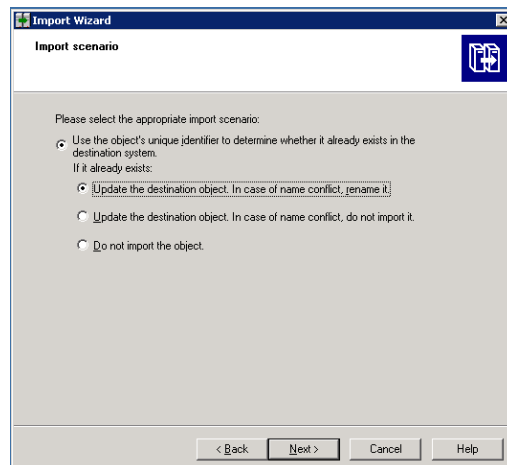 Import Wizard
Import scenario
Please select the appropriate import scenario:
Use the object's unique identifier to determine whether it already exists in the
destination system.
If it already exists:
Update the destination object. In case of name conflict, rename it.
Update the destination object. In case of name conflict, do not import it.
Do not import the object.
< Back
Next >
Cancel
Help